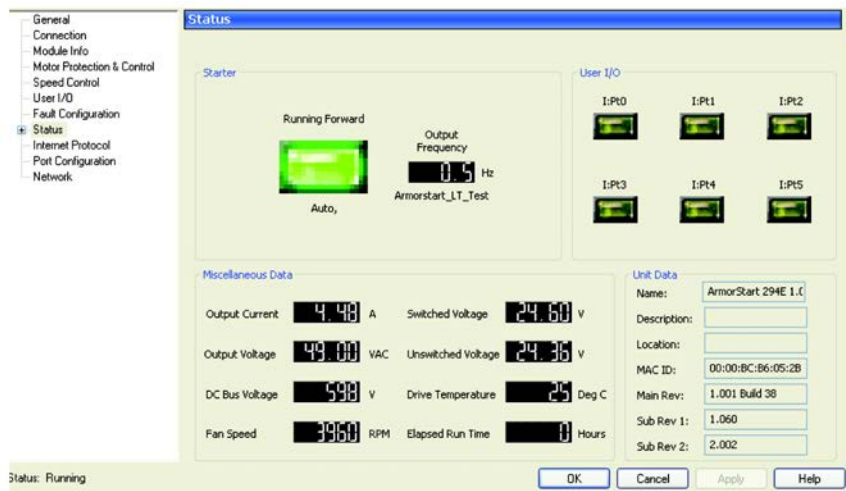 General
Connection
Module Info
Motor Protection & Control
Speed Control
User I/O
Fault Configuration
Status
Internet Protocol
Port Configuration
Network
Status
Starter
Running Forward
Auto,
Output
Frequency
0.5 Hz
Armorstart_LT_Test
User I/O
I:Pt0 I:Pt1 I:Pt2
I:Pt3 I:Pt4 I:Pt5
Miscellaneous Data
Output Current 4.48 A Switched Voltage 24.60 V
Output Voltage 49.00 VAC Unswitched Voltage 24.36 V
DC Bus Voltage 598 V Drive Temperature 25 Deg C
Fan Speed 3960 RPM Elapsed Run Time 0 Hours
Unit Data
Name: ArmorStart 294E 1.0
Description:
Location:
MAC ID: 00:00:BC:B6:05:2B
Main Rev: 1.001 Build 38
Sub Rev 1: 1.060
Sub Rev 2: 2.002
Status: Running
OK Cancel Apply Help